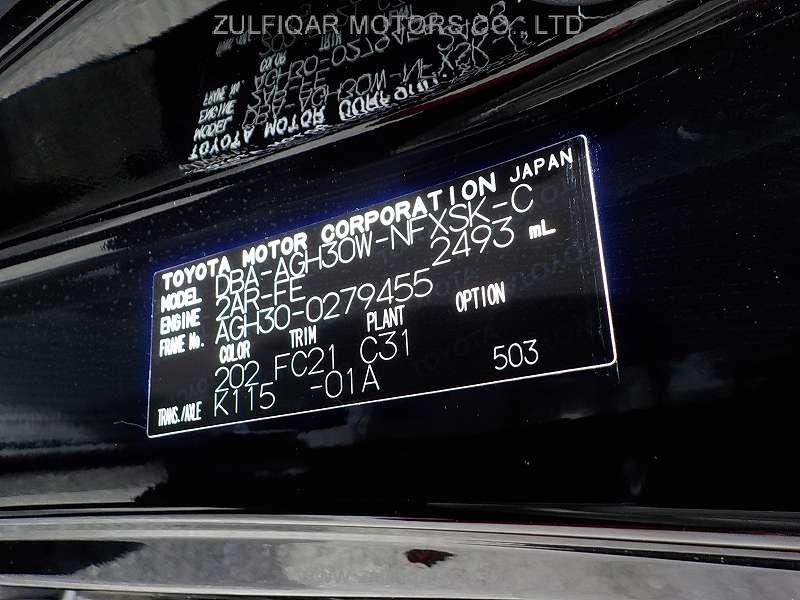 ZULFIQAR MOTORS CO., LTD
TOYOTA MOTOR CORPORATION JAPAN
MODEL DBA-AGH30W-NFXSK-C
ENGINE 2AR-FE 2493 mL
FRAME No. AGH30-0279455
COLOR TRIM PLANT OPTION
202 FC21 C31
TRANS./AXLE K115 -01A 503